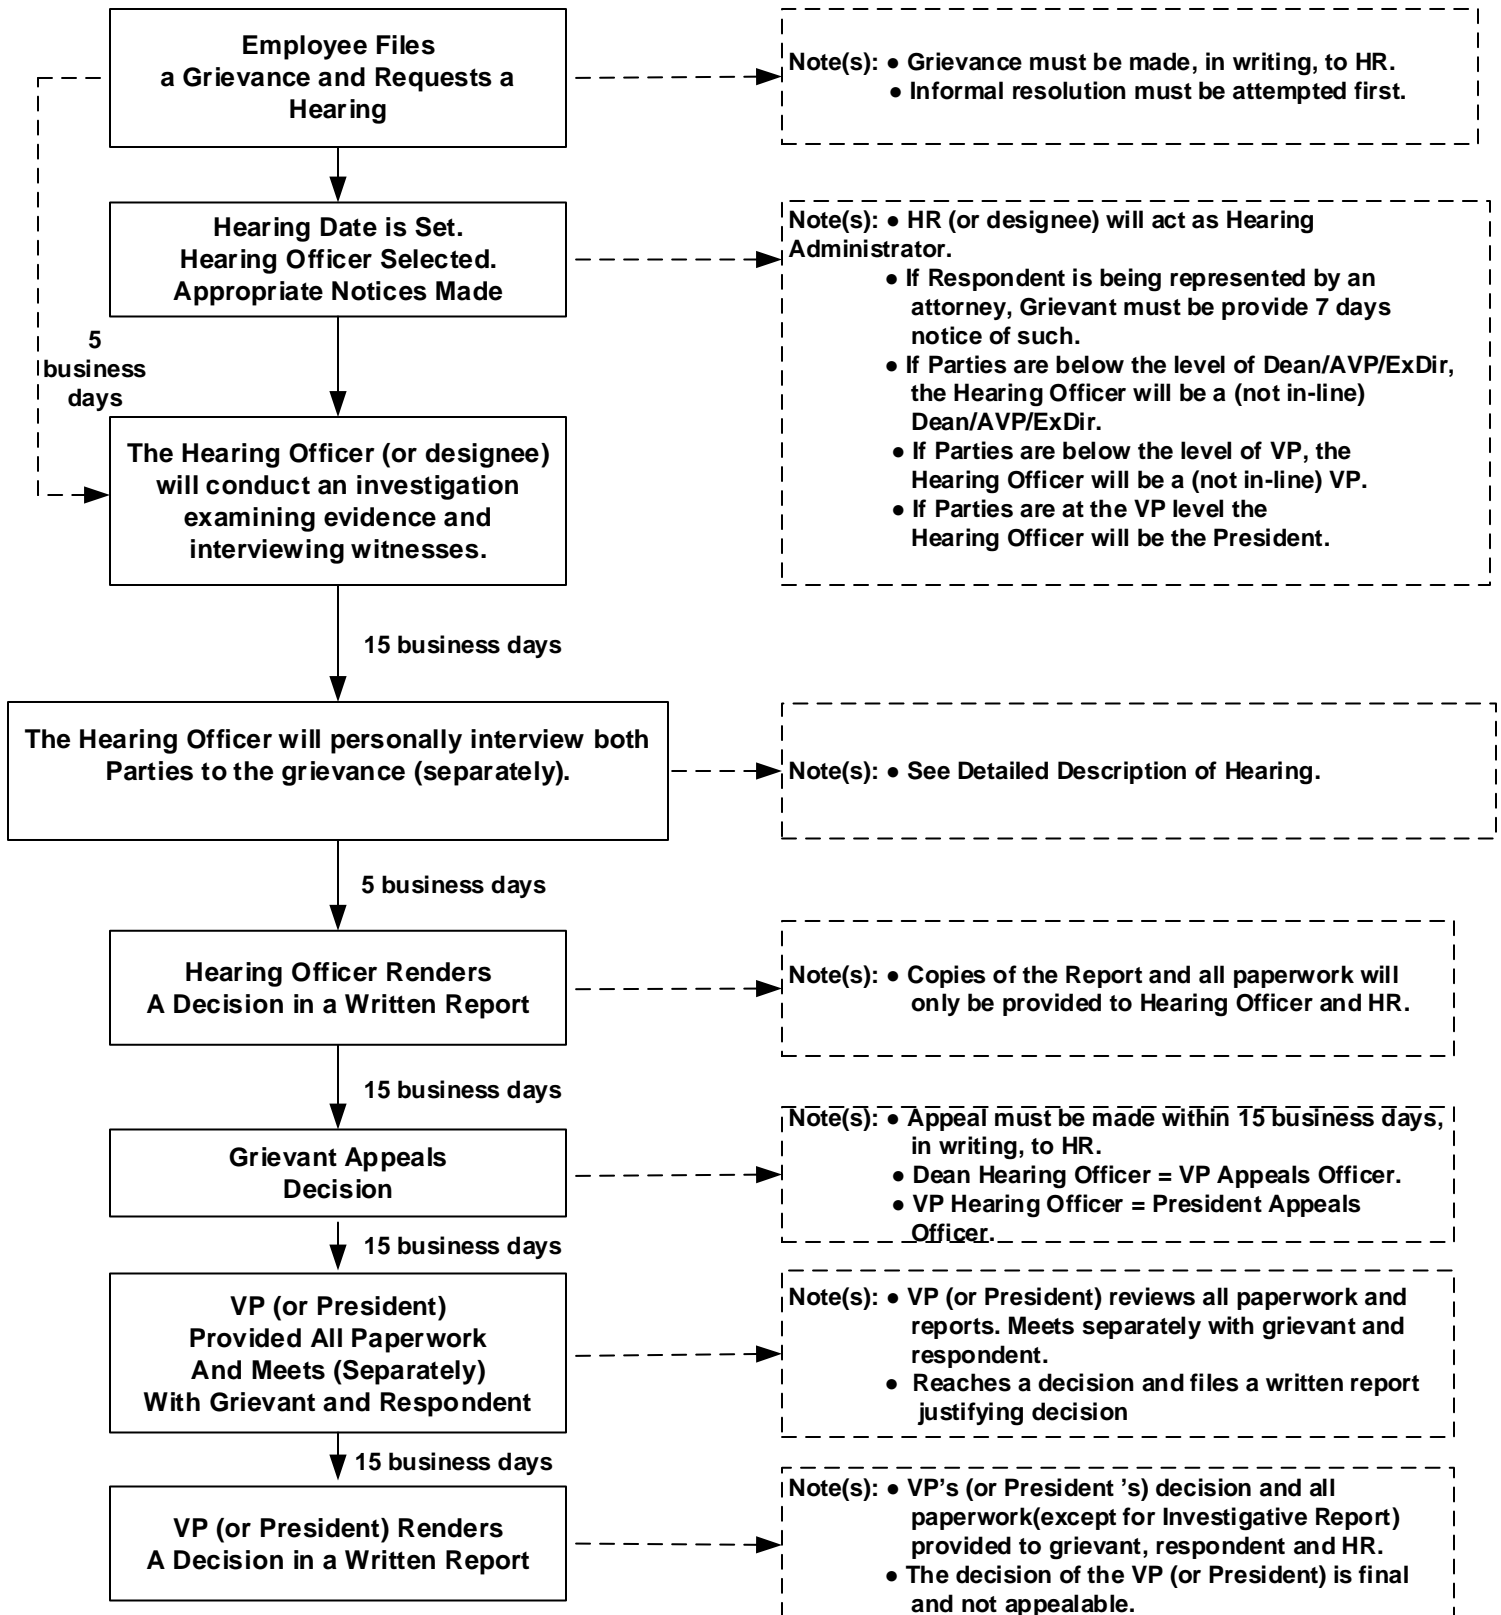 Employee Files
a Grievance and Requests a
Hearing
Note(s): ● Grievance must be made, in writing, to HR.
● Informal resolution must be attempted first.
Hearing Date is Set.
Hearing Officer Selected.
Appropriate Notices Made
Note(s): ● HR (or designee) will act as Hearing
Administrator.
● If Respondent is being represented by an
attorney, Grievant must be provide 7 days
notice of such.
● If Parties are below the level of Dean/AVP/ExDir,
the Hearing Officer will be a (not in-line)
Dean/AVP/ExDir.
● If Parties are below the level of VP, the
Hearing Officer will be a (not in-line) VP.
● If Parties are at the VP level the
Hearing Officer will be the President.
5
business
days
The Hearing Officer (or designee)
will conduct an investigation
examining evidence and
interviewing witnesses.
15 business days
The Hearing Officer will personally interview both
Parties to the grievance (separately).
Note(s): ● See Detailed Description of Hearing.
5 business days
Hearing Officer Renders
A Decision in a Written Report
Note(s): ● Copies of the Report and all paperwork will
only be provided to Hearing Officer and HR.
15 business days
Grievant Appeals
Decision
Note(s): ● Appeal must be made within 15 business days,
in writing, to HR.
● Dean Hearing Officer = VP Appeals Officer.
● VP Hearing Officer = President Appeals
Officer.
15 business days
VP (or President)
Provided All Paperwork
And Meets (Separately)
With Grievant and Respondent
Note(s): ● VP (or President) reviews all paperwork and
reports. Meets separately with grievant and
respondent.
● Reaches a decision and files a written report
justifying decision
15 business days
VP (or President) Renders
A Decision in a Written Report
Note(s): ● VP's (or President 's) decision and all
paperwork(except for Investigative Report)
provided to grievant, respondent and HR.
● The decision of the VP (or President) is final
and not appealable.